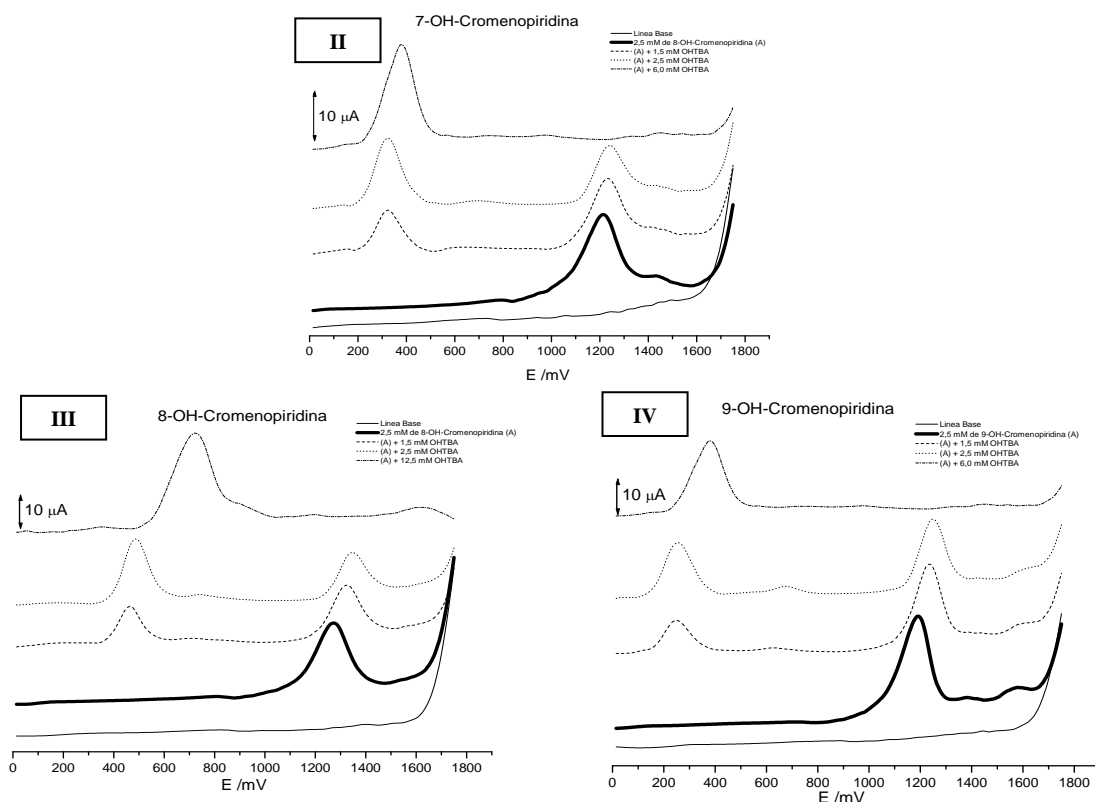 II
7-OH-Cromenopiridina
Linea Base
2,5 mM de 8-OH-Cromenopiridina (A)
(A) + 1,5 mM OHTBA
(A) + 2,5 mM OHTBA
(A) + 6,0 mM OHTBA
10 µA
0 200 400 600 800 1000 1200 1400 1600 1800
E /mV
III
8-OH-Cromenopiridina
Linea Base
2,5 mM de 8-OH-Cromenopiridina (A)
(A) + 1,5 mM OHTBA
(A) + 2,5 mM OHTBA
(A) + 12,5 mM OHTBA
10 µA
0 200 400 600 800 1000 1200 1400 1600 1800
E /mV
IV
9-OH-Cromenopiridina
Linea Base
2,5 mM de 9-OH-Cromenopiridina (A)
(A) + 1,5 mM OHTBA
(A) + 2,5 mM OHTBA
(A) + 6,0 mM OHTBA
10 µA
0 200 400 600 800 1000 1200 1400 1600 1800
E /mV